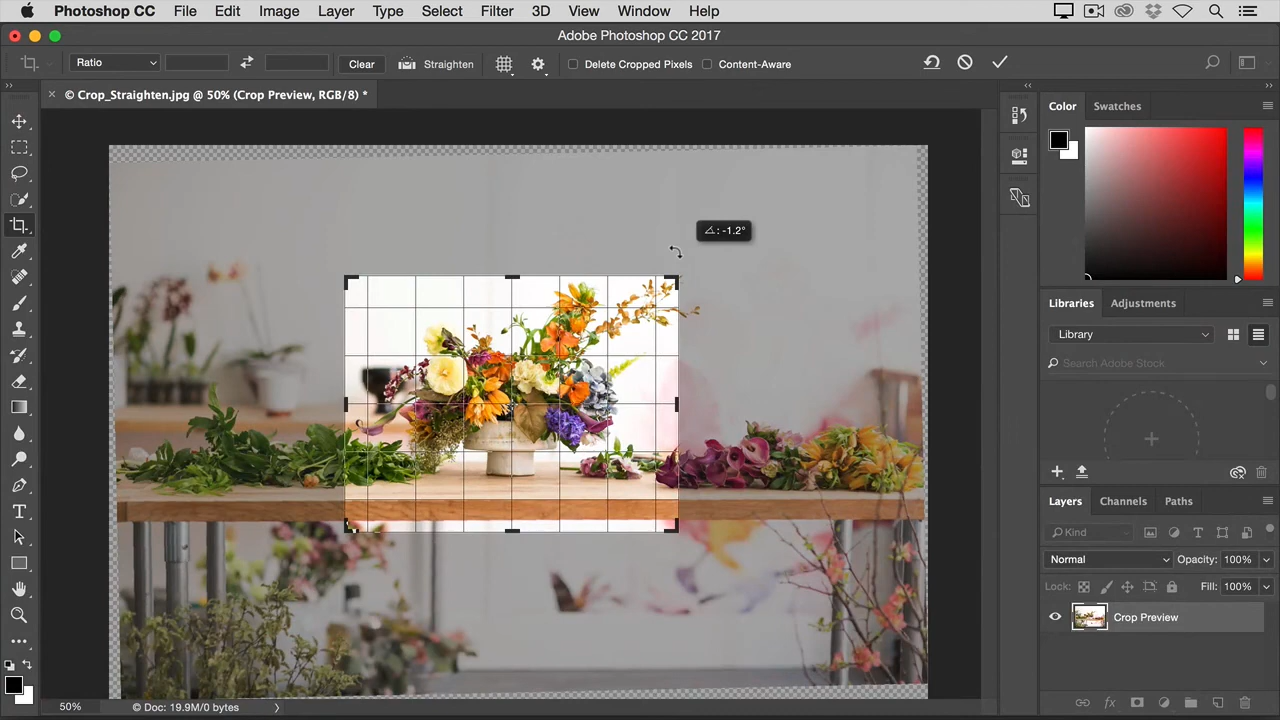 Photoshop CC File Edit Image Layer Type Select Filter 3D View Window Help
Adobe Photoshop CC 2017
Ratio Clear Straighten Delete Cropped Pixels Content-Aware
× © Crop_Straighten.jpg @ 50% (Crop Preview, RGB/8) *
Color Swatches
∡: -1.2°
Libraries Adjustments
Library
Search Adobe Stock
Layers Channels Paths
Kind
Normal Opacity: 100%
Lock: Fill: 100%
Crop Preview
50% © Doc: 19.9M/0 bytes
fx